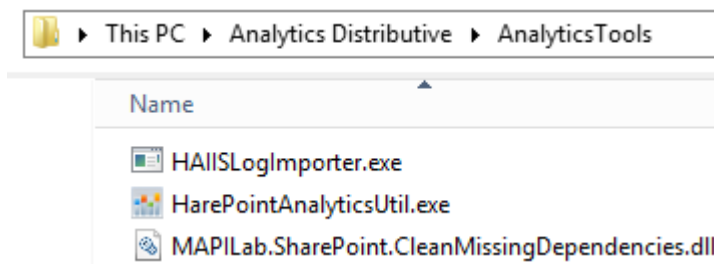 This PC Analytics Distributive AnalyticsTools
Name
HAIISLogImporter.exe
HarePointAnalyticsUtil.exe
MAPILab.SharePoint.CleanMissingDependencies.dll